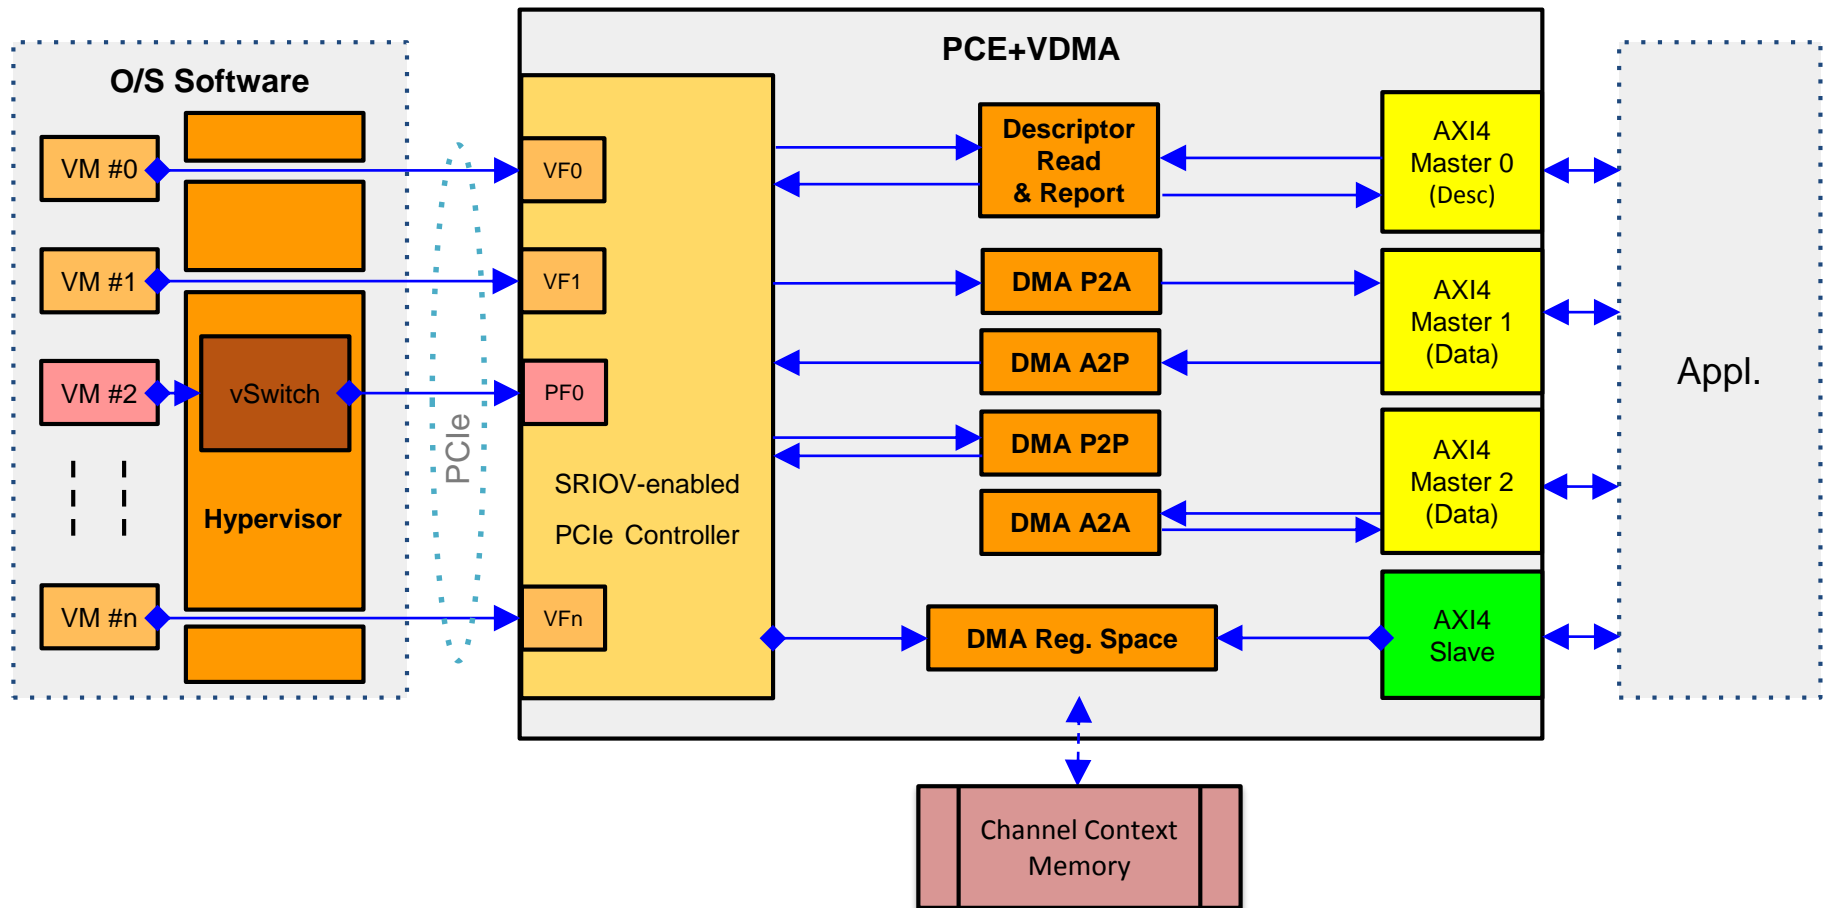 PCE+VDMA
O/S Software
VM #0
VM #1
VM #2
VM #n
vSwitch
Hypervisor
PCIe
VF0
VF1
PF0
VFn
SRIOV-enabled
PCIe Controller
Descriptor
Read
& Report
DMA P2A
DMA A2P
DMA P2P
DMA A2A
DMA Reg. Space
AXI4
Master 0
(Desc)
AXI4
Master 1
(Data)
AXI4
Master 2
(Data)
AXI4
Slave
Appl.
Channel Context
Memory